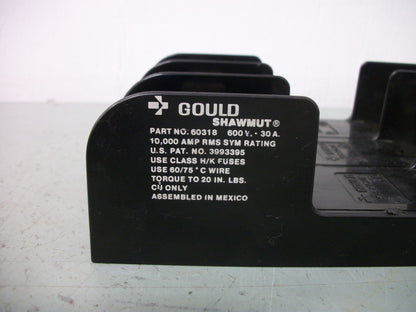 GOULD
SHAWMUT®
PART NO. 60318 600 V. - 30 A.
10,000 AMP RMS SYM RATING
U.S. PAT. NO. 3993395
USE CLASS H/K FUSES
USE 60/75 °C WIRE
TORQUE TO 20 IN. LBS.
CU ONLY
ASSEMBLED IN MEXICO